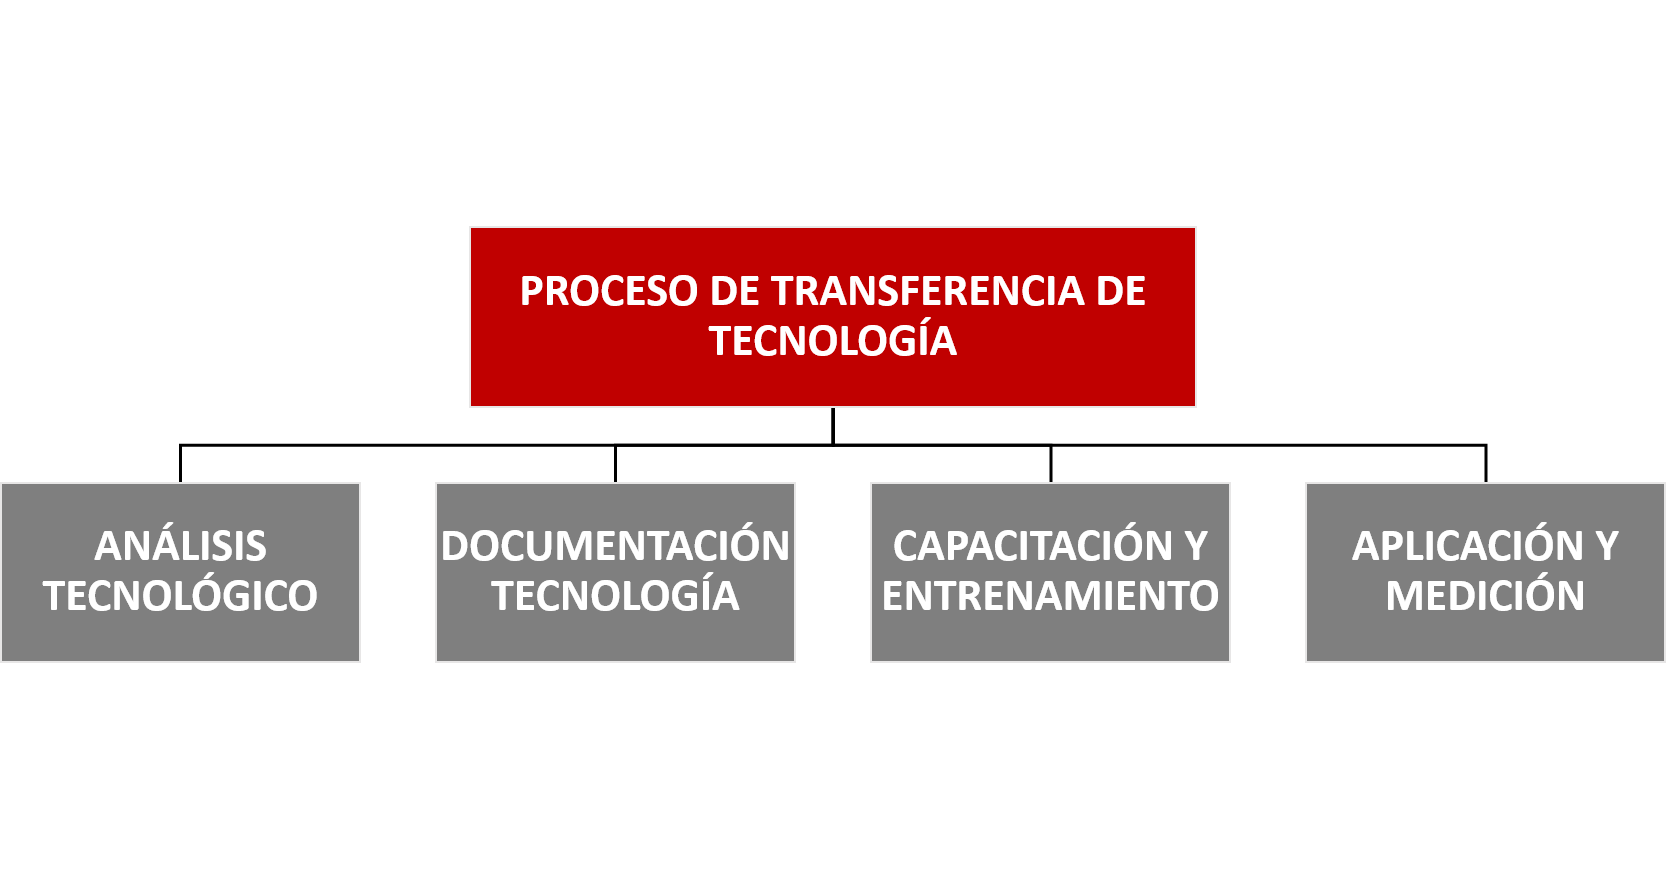 PROCESO DE TRANSFERENCIA DE
TECNOLOGÍA
ANÁLISIS
TECNOLÓGICO
DOCUMENTACIÓN
TECNOLOGÍA
CAPACITACIÓN Y
ENTRENAMIENTO
APLICACIÓN Y
MEDICIÓN